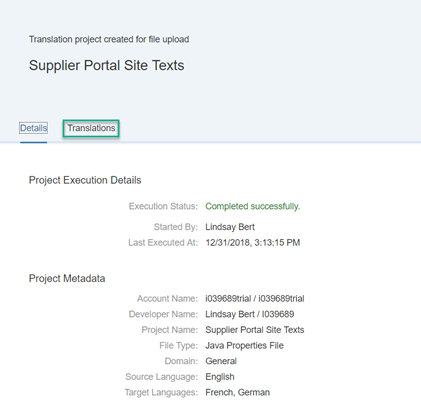 Translation project created for file upload
Supplier Portal Site Texts
Details Translations
Project Execution Details
Execution Status: Completed successfully.
Started By: Lindsay Bert
Last Executed At: 12/31/2018, 3:13:15 PM
Project Metadata
Account Name: i039689trial / i039689trial
Developer Name: Lindsay Bert / I039689
Project Name: Supplier Portal Site Texts
File Type: Java Properties File
Domain: General
Source Language: English
Target Languages: French, German